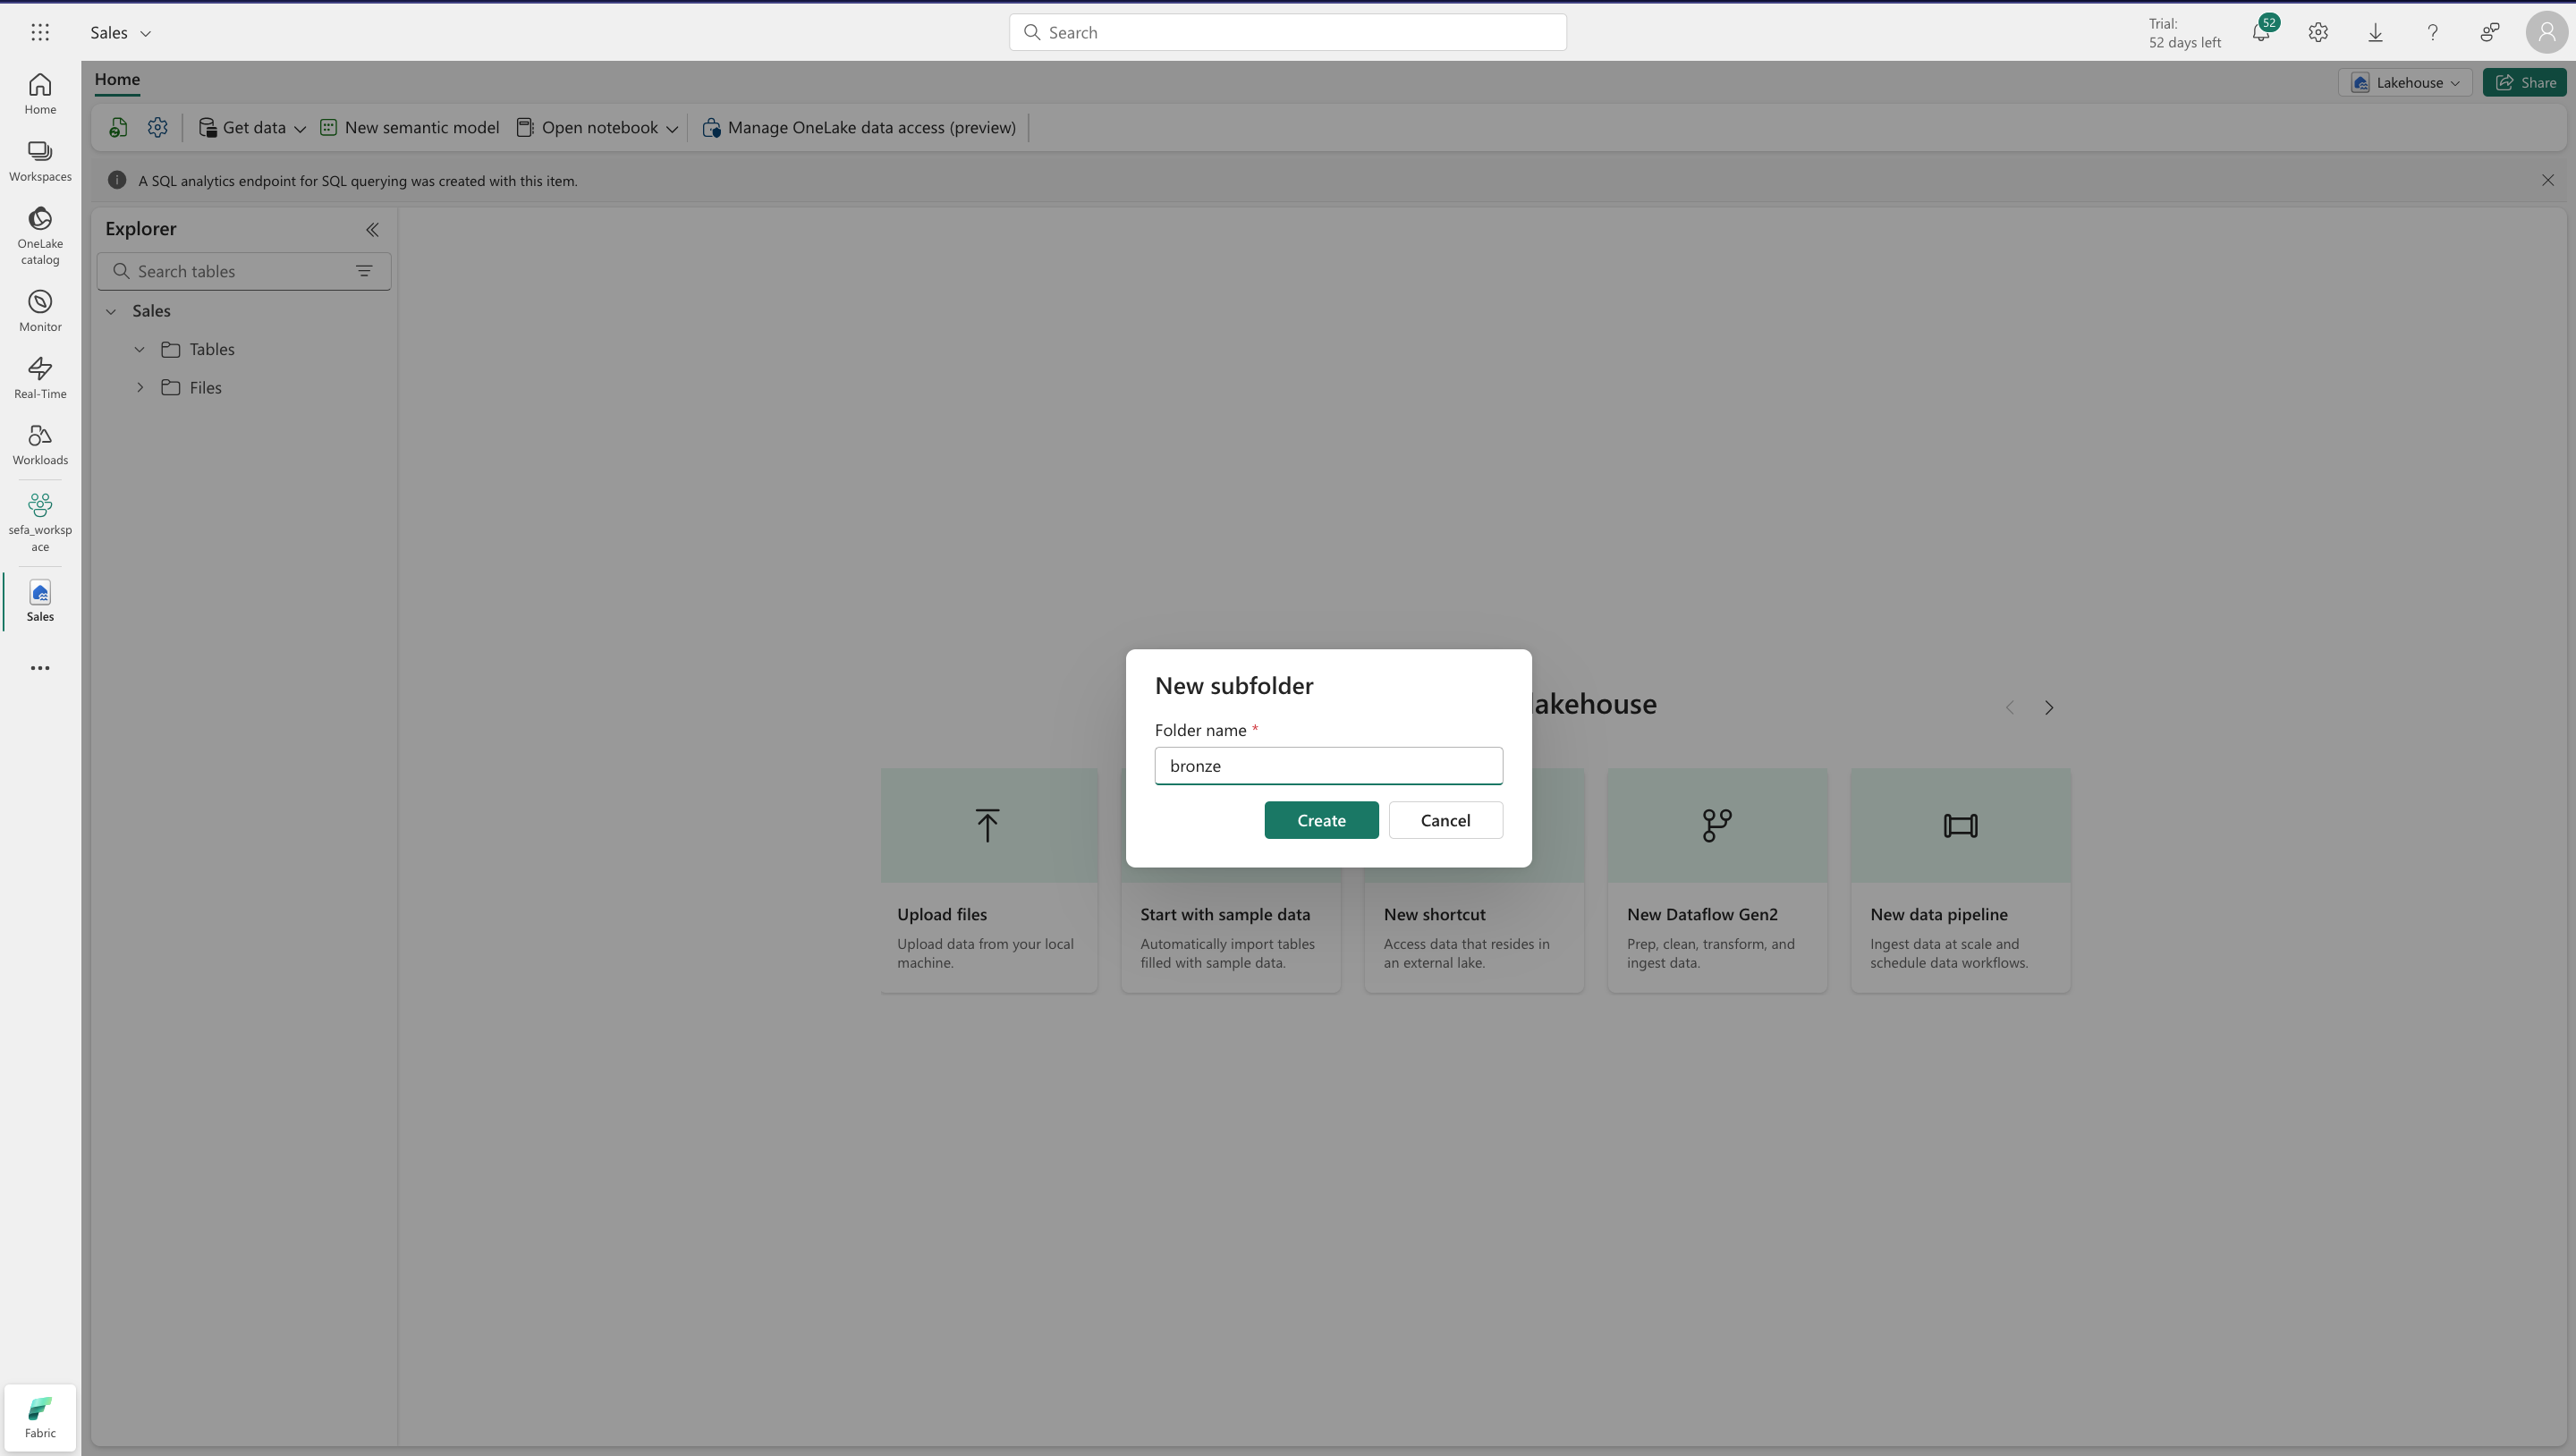 Sales
Search
Trial:
52 days left
52
Home
Lakehouse
Share
Home
Workspaces
OneLake
catalog
Monitor
Real-Time
Workloads
sefa_worksp
ace
Sales
Fabric
Get data
New semantic model
Open notebook
Manage OneLake data access (preview)
A SQL analytics endpoint for SQL querying was created with this item.
Explorer
Search tables
Sales
Tables
Files
lakehouse
New subfolder
Folder name *
bronze
Create
Cancel
Upload files
Upload data from your local
machine.
Start with sample data
Automatically import tables
filled with sample data.
New shortcut
Access data that resides in
an external lake.
New Dataflow Gen2
Prep, clean, transform, and
ingest data.
New data pipeline
Ingest data at scale and
schedule data workflows.